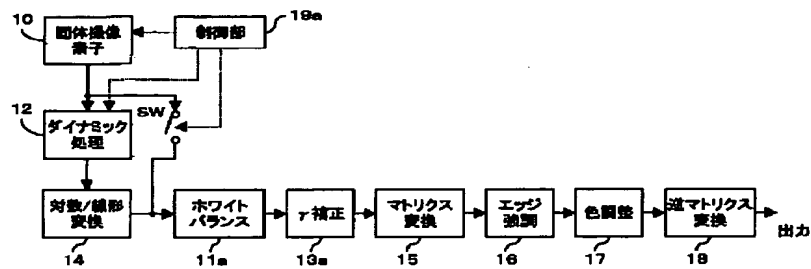 10
固体撮像
素子
制御部
19a
12
ダイナミック
処理
SW
対数/線形
変換
ホワイト
バランス
γ補正
マトリクス
変換
エッジ
強調
色調整
逆マトリクス
変換
出力
14
11a
13a
15
16
17
18